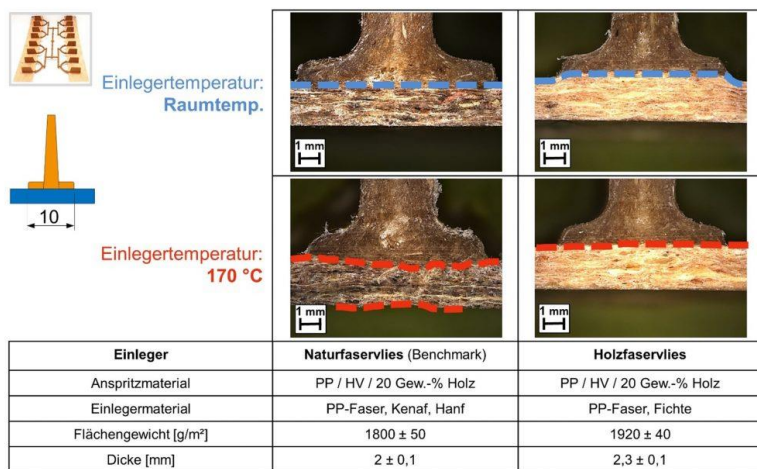 Einlegertemperatur:
Raumtemp.
1 mm
1 mm
10
Einlegertemperatur:
170 °C
1 mm
1 mm
Einleger Naturfaservlies (Benchmark) Holzfaservlies
Anspritzmaterial PP / HV / 20 Gew.-% Holz PP / HV / 20 Gew.-% Holz
Einlegermaterial PP-Faser, Kenaf, Hanf PP-Faser, Fichte
Flächengewicht [g/m²] 1800 ± 50 1920 ± 40
Dicke [mm] 2 ± 0,1 2,3 ± 0,1